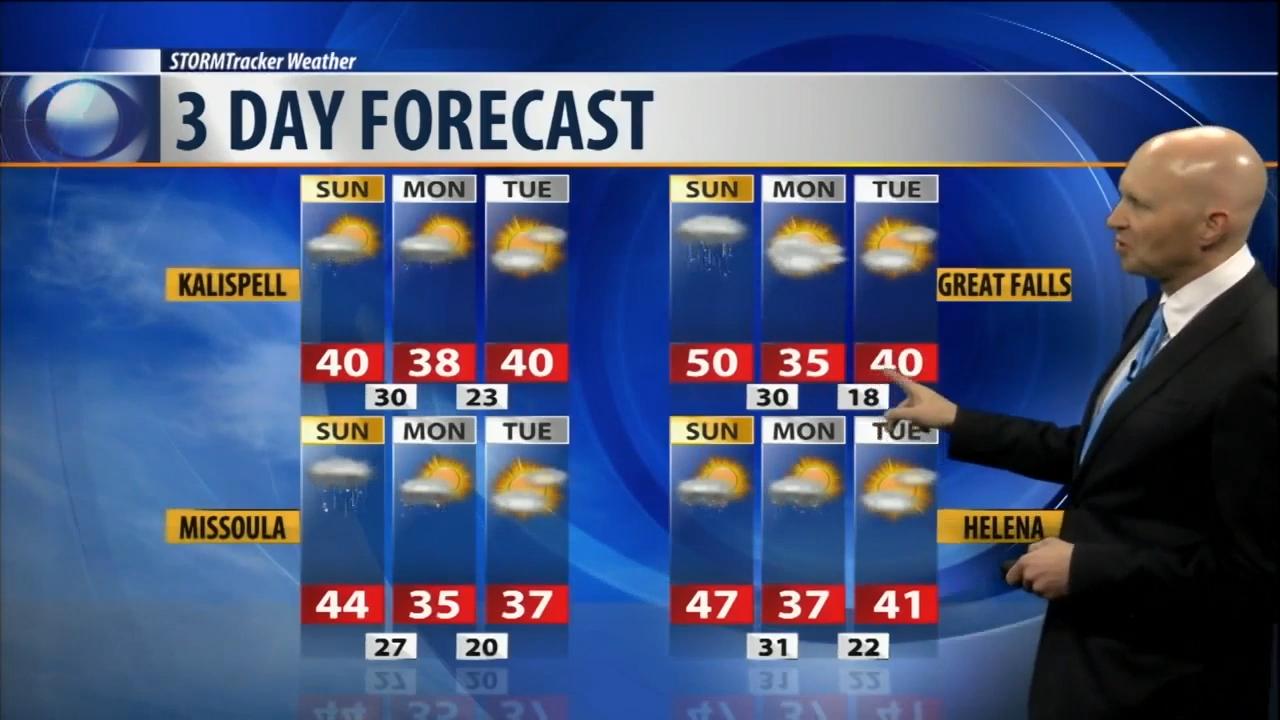 STORMTracker Weather
3 DAY FORECAST
SUN MON TUE
KALISPELL
40 38 40
30 23
SUN MON TUE
GREAT FALLS
50 35 40
30 18
SUN MON TUE
MISSOULA
44 35 37
27 20
SUN MON TUE
HELENA
47 37 41
31 22